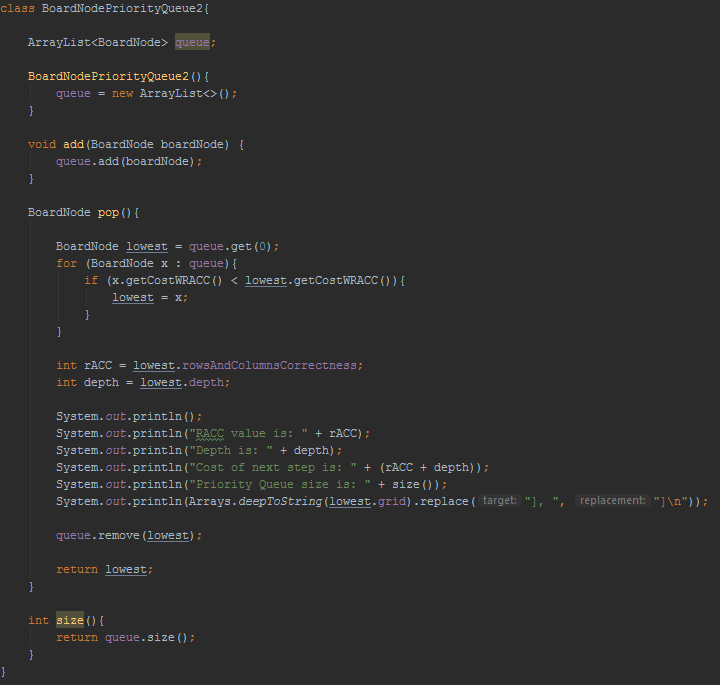 class BoardNodePriorityQueue2{
ArrayList<BoardNode> queue;
BoardNodePriorityQueue2(){
queue = new ArrayList<>();
}
void add(BoardNode boardNode) {
queue.add(boardNode);
}
BoardNode pop(){
BoardNode lowest = queue.get(0);
for (BoardNode x : queue){
if (x.getCostWRACC() < lowest.getCostWRACC()){
lowest = x;
}
}
int rACC = lowest.rowsAndColumnsCorrectness;
int depth = lowest.depth;
System.out.println();
System.out.println("RACC value is: " + rACC);
System.out.println("Depth is: " + depth);
System.out.println("Cost of next step is: " + (rACC + depth));
System.out.println("Priority Queue size is: " + size());
System.out.println(Arrays.deepToString(lowest.grid).replace( target: "], ", replacement: "]\n"));
queue.remove(lowest);
return lowest;
}
int size(){
return queue.size();
}
}